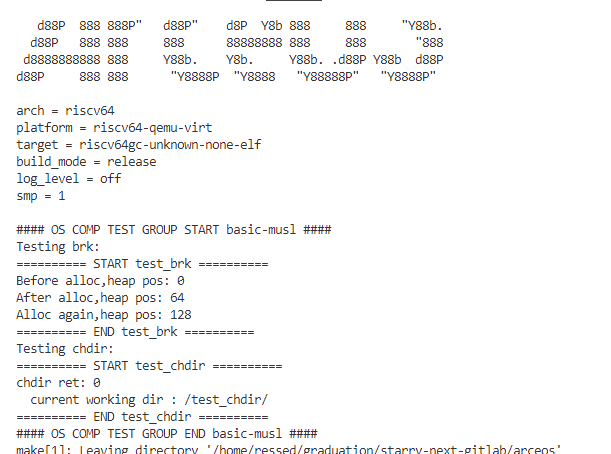 d88P  888 888P"   d88P"    d8P  Y8b 888     888     "Y88b.
d88P   888 888     888      88888888 888     888       "888
d8888888888 888     Y88b.    Y8b.     Y88b. .d88P Y88b  d88P
d88P     888 888      "Y8888P  "Y8888   "Y88888P"   "Y8888P"
arch = riscv64
platform = riscv64-qemu-virt
target = riscv64gc-unknown-none-elf
build_mode = release
log_level = off
smp = 1
#### OS COMP TEST GROUP START basic-musl ####
Testing brk:
========== START test_brk ==========
Before alloc,heap pos: 0
After alloc,heap pos: 64
Alloc again,heap pos: 128
========== END test_brk ==========
Testing chdir:
========== START test_chdir ==========
chdir ret: 0
  current working dir : /test_chdir/
========== END test_chdir ==========
#### OS COMP TEST GROUP END basic-musl ####
make[1]: Leaving directory '/home/ressed/graduation/starry-next-gitlab/arceos'